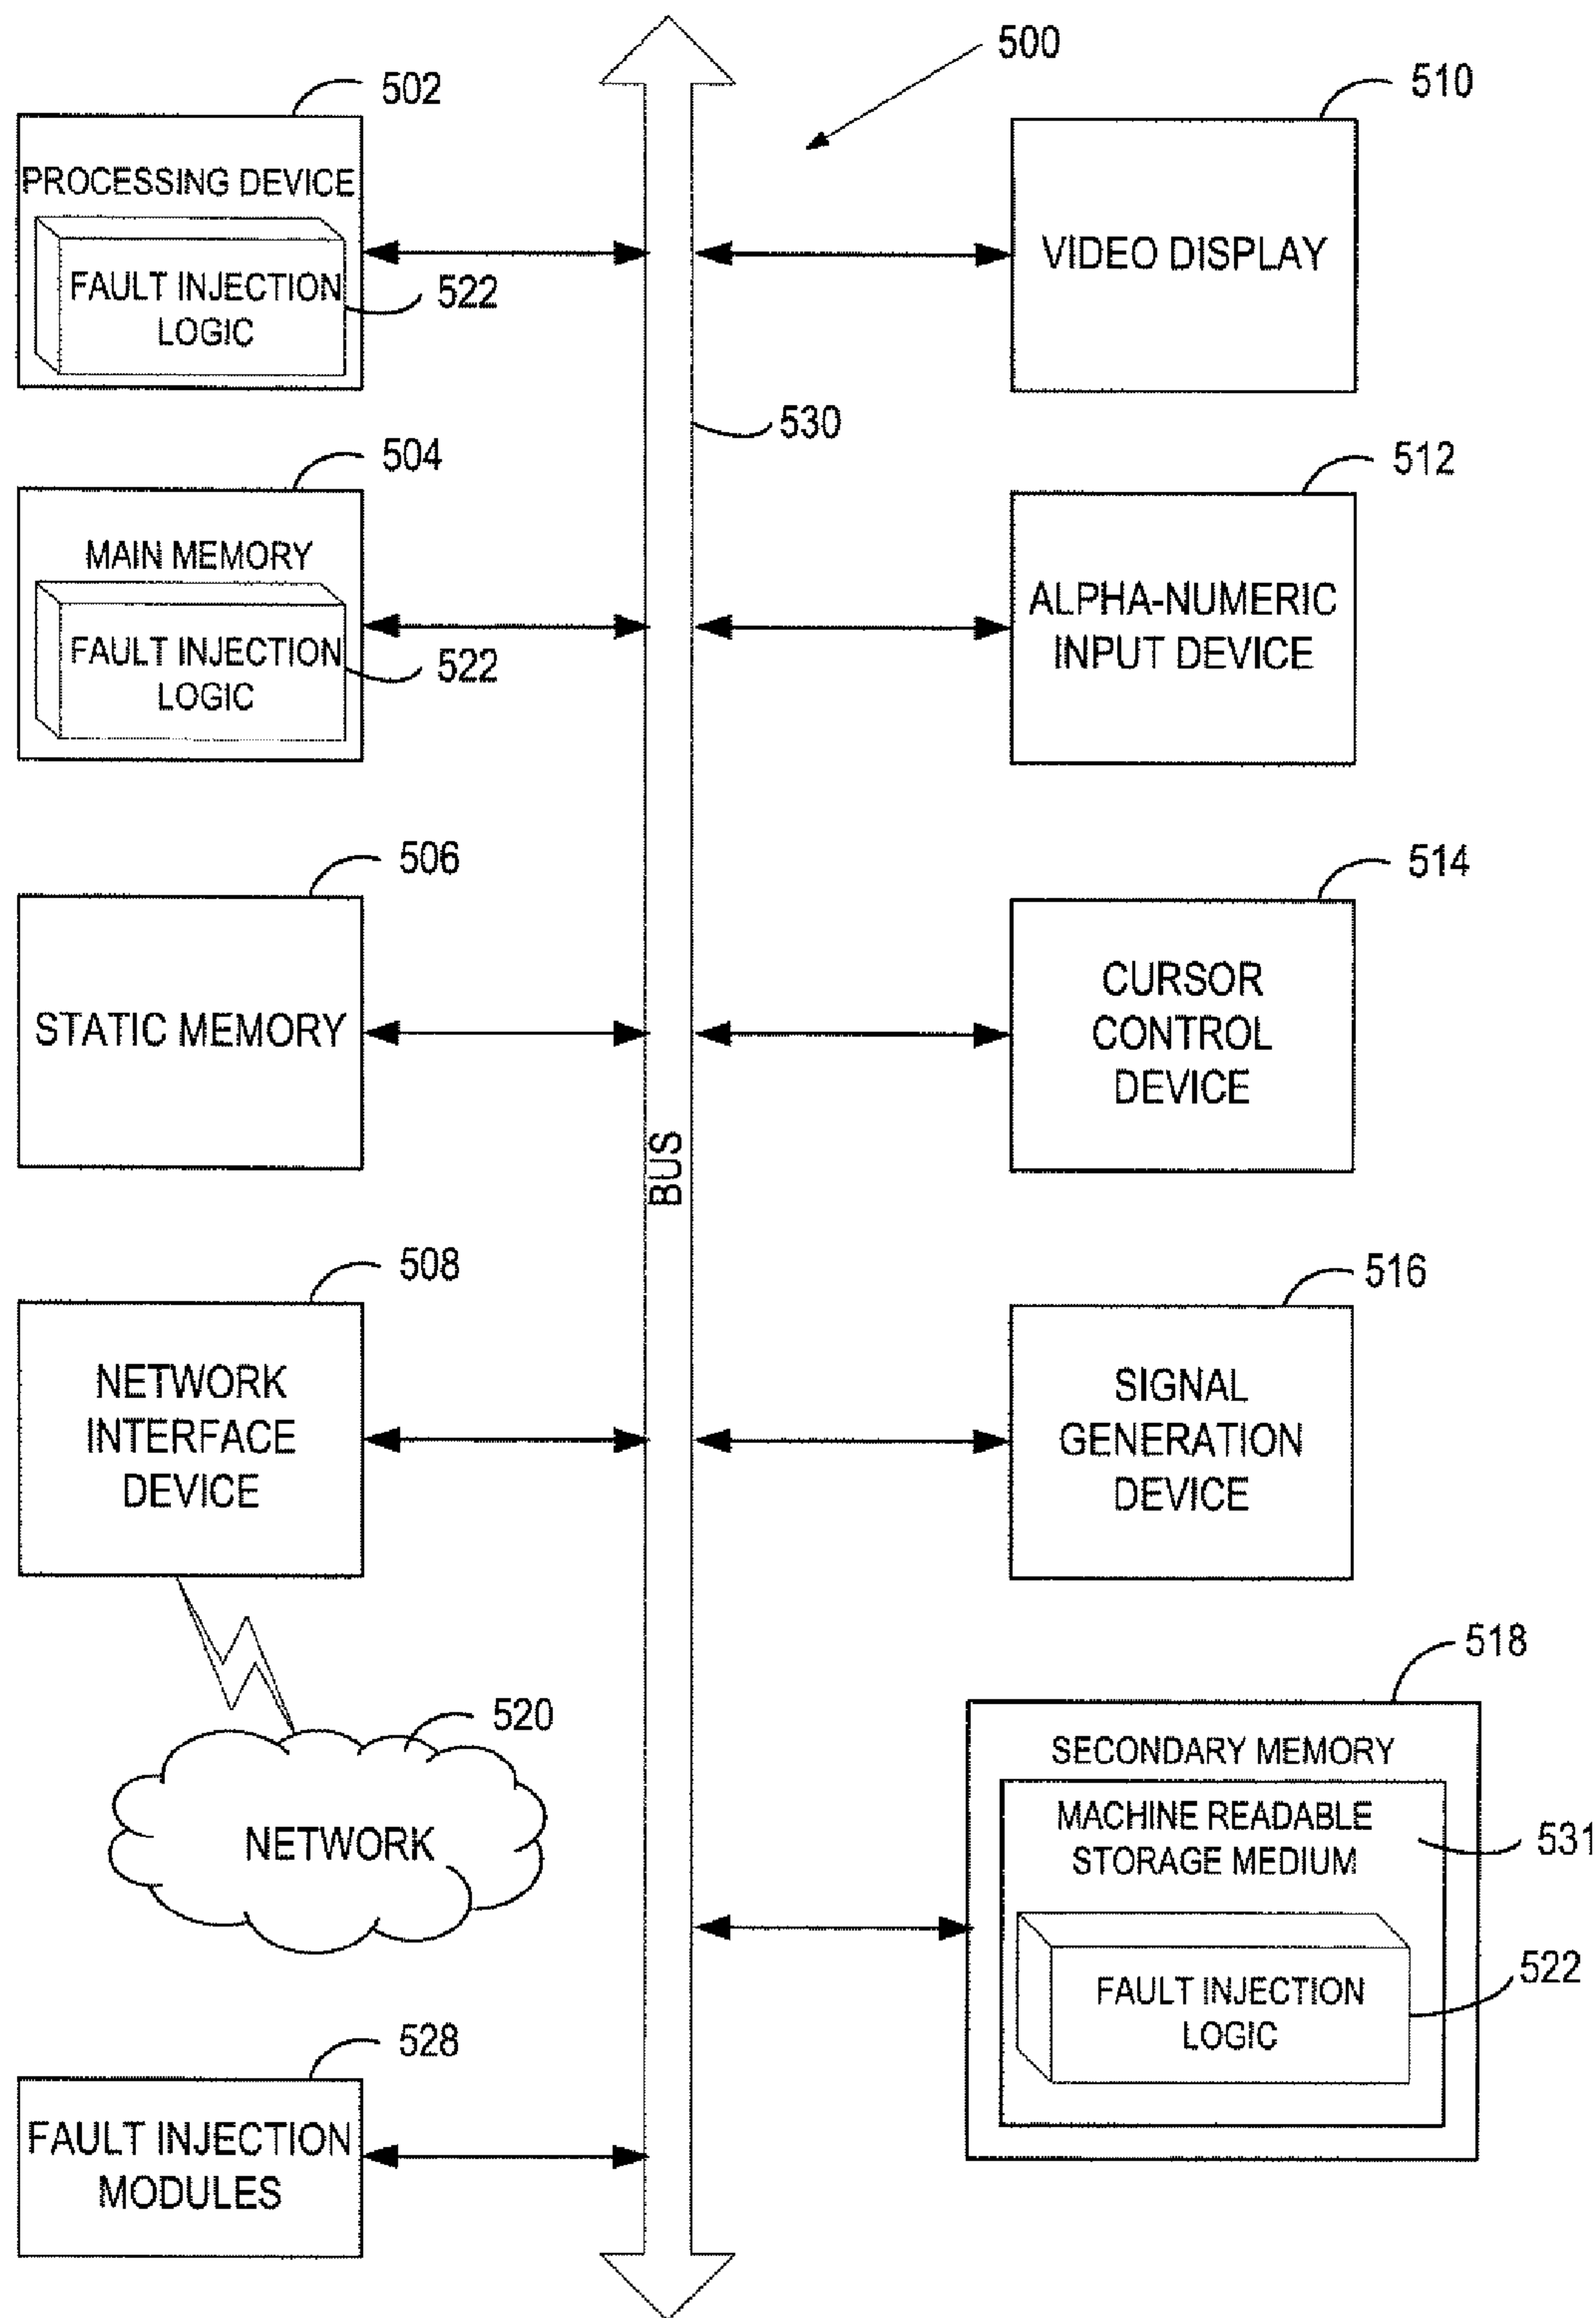 500
502
PROCESSING DEVICE
FAULT INJECTION
LOGIC
522
510
VIDEO DISPLAY
530
504
MAIN MEMORY
FAULT INJECTION
LOGIC
522
512
ALPHA-NUMERIC
INPUT DEVICE
506
STATIC MEMORY
514
CURSOR
CONTROL
DEVICE
BUS
508
NETWORK
INTERFACE
DEVICE
516
SIGNAL
GENERATION
DEVICE
520
NETWORK
518
SECONDARY MEMORY
MACHINE READABLE
STORAGE MEDIUM
531
FAULT INJECTION
LOGIC
522
528
FAULT INJECTION
MODULES